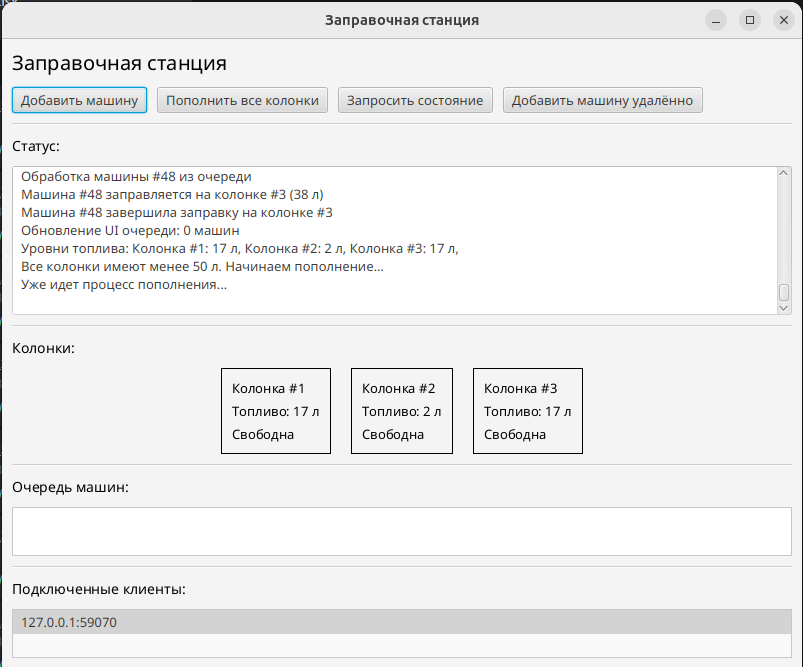 Заправочная станция
Заправочная станция
Добавить машину Пополнить все колонки Запросить состояние Добавить машину удалённо
Статус:
Обработка машины #48 из очереди
Машина #48 заправляется на колонке #3 (38 л)
Машина #48 завершила заправку на колонке #3
Обновление UI очереди: 0 машин
Уровни топлива: Колонка #1: 17 л, Колонка #2: 2 л, Колонка #3: 17 л,
Все колонки имеют менее 50 л. Начинаем пополнение...
Уже идет процесс пополнения...
Колонки:
Колонка #1 Колонка #2 Колонка #3
Топливо: 17 л Топливо: 2 л Топливо: 17 л
Свободна Свободна Свободна
Очередь машин:
Подключенные клиенты:
127.0.0.1:59070